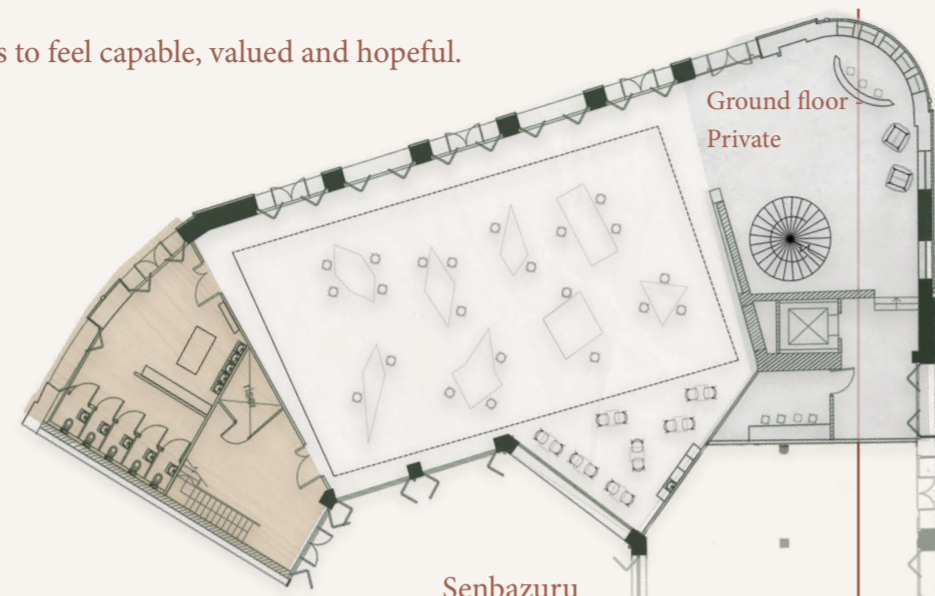 s to feel capable, valued and hopeful.
Ground floor -
Private
Senbazuru